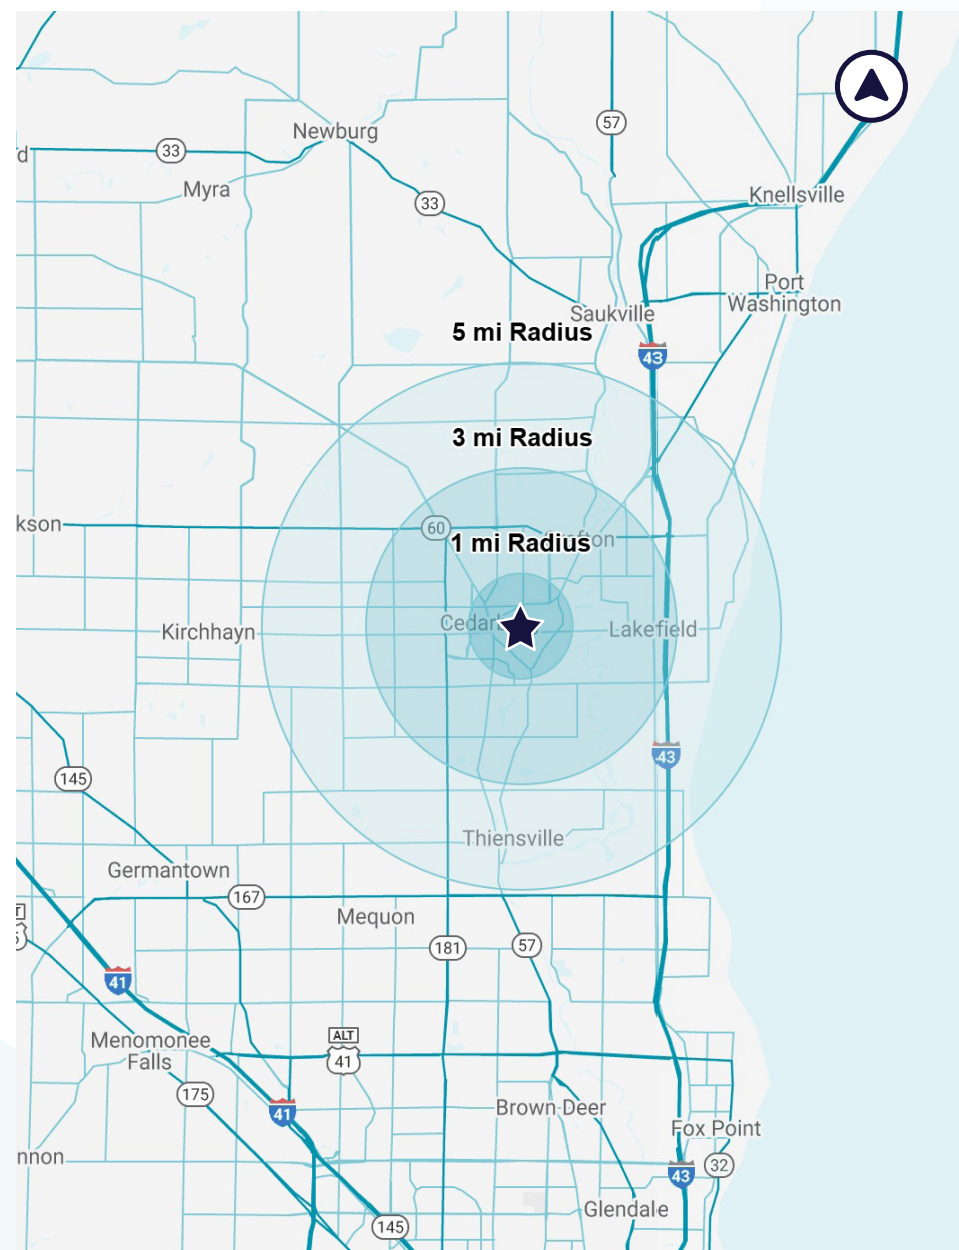 57
Newburg
33
d
Myra
33
Knellsville
Port
Washington
Saukville
5 mi Radius
43
3 mi Radius
kson
60
1 mi Radius
Kirchhayn
Lakefield
43
145
Thiensville
Germantown
167
Mequon
181
57
41
ALT
41
Menomonee
Falls
175
41
Brown Deer
Fox Point
nnon
32
43
Glendale
145